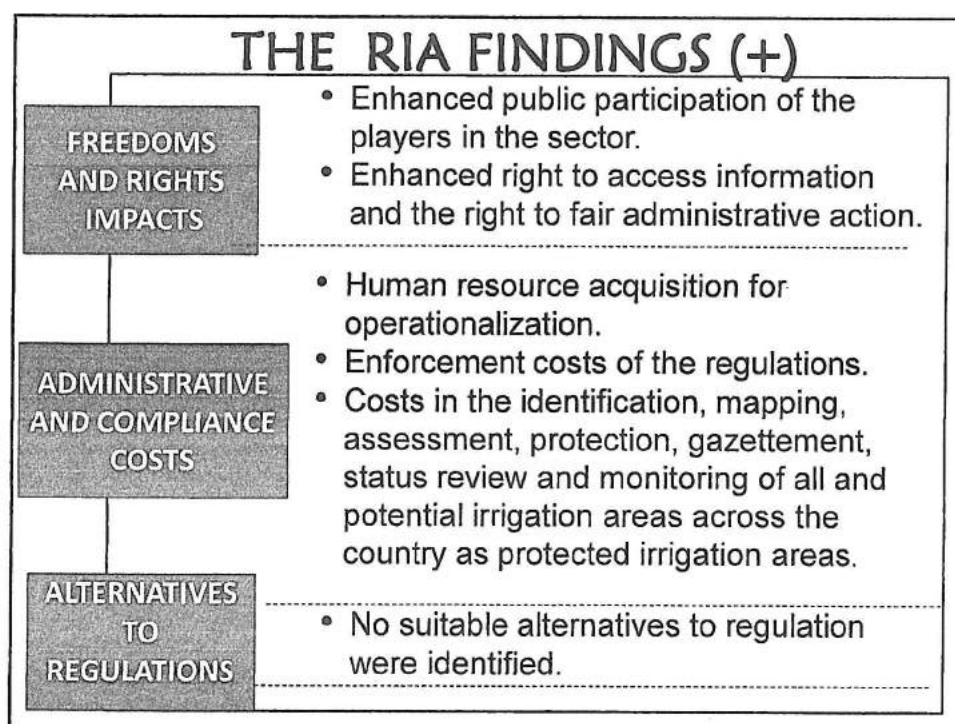 THE RIA FINDINGS (+)
FREEDOMS
AND RIGHTS
IMPACTS
• Enhanced public participation of the
players in the sector.
• Enhanced right to access information
and the right to fair administrative action.
ADMINISTRATIVE
AND COMPLIANCE
COSTS
• Human resource acquisition for
operationalization.
• Enforcement costs of the regulations.
• Costs in the identification, mapping,
assessment, protection, gazettement,
status review and monitoring of all and
potential irrigation areas across the
country as protected irrigation areas.
ALTERNATIVES
TO
REGULATIONS
• No suitable alternatives to regulation
were identified.